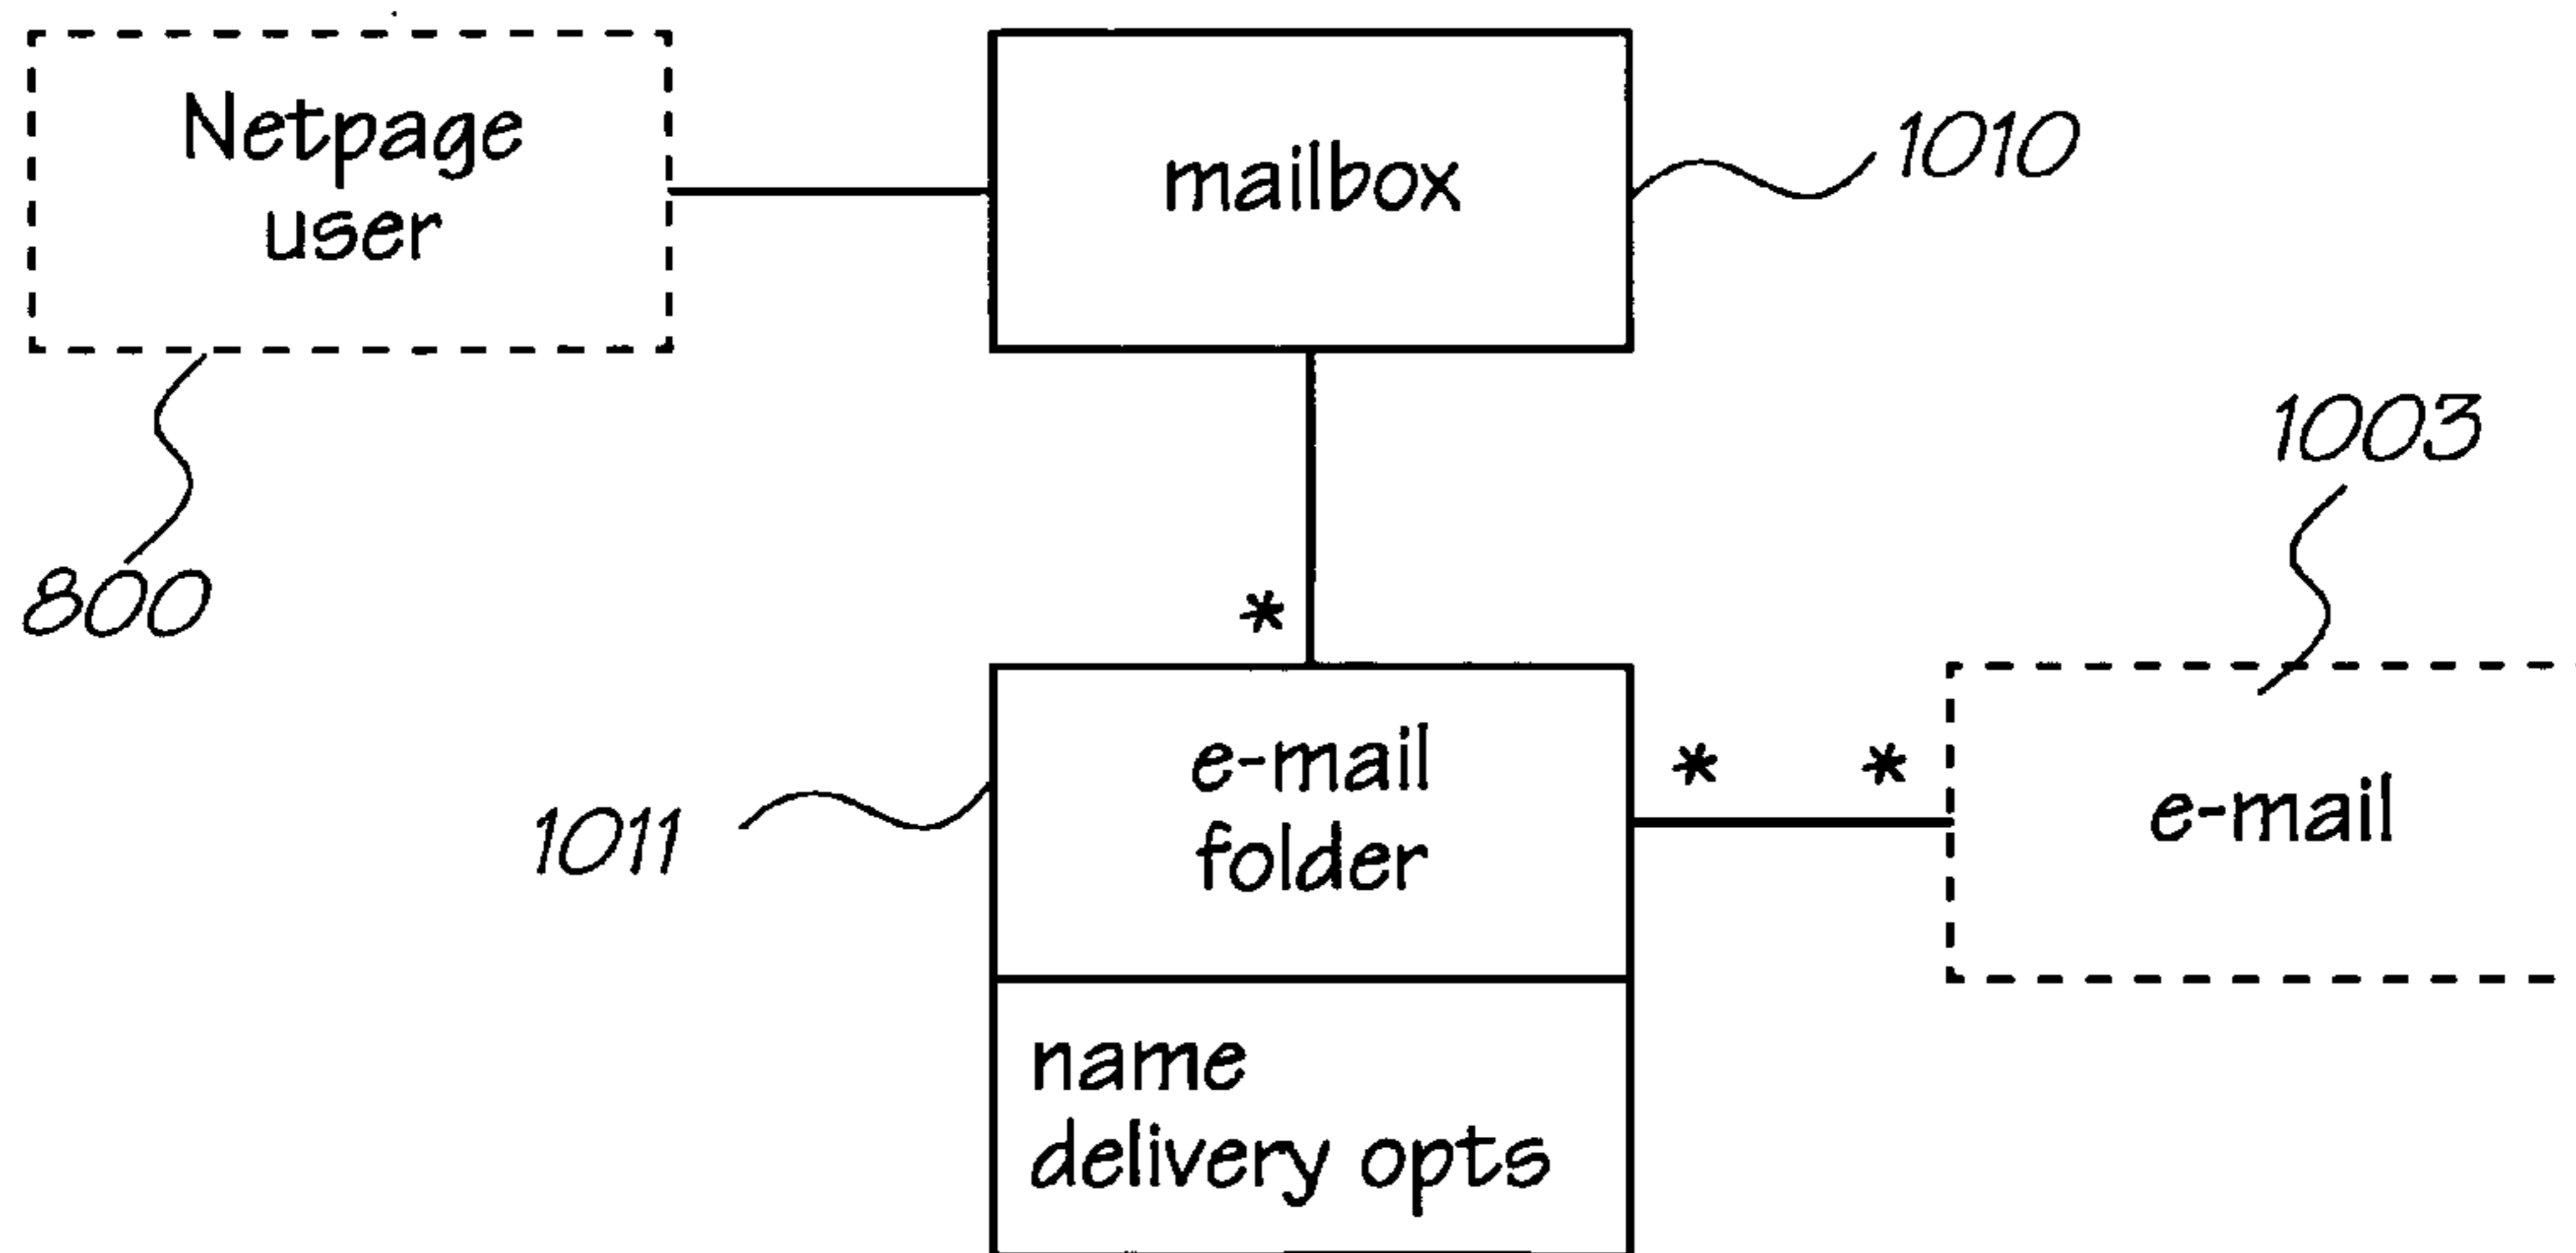 Netpage
user
mailbox
1010
800
1003
*
e-mail
folder
* *
e-mail
1011
name
delivery opts